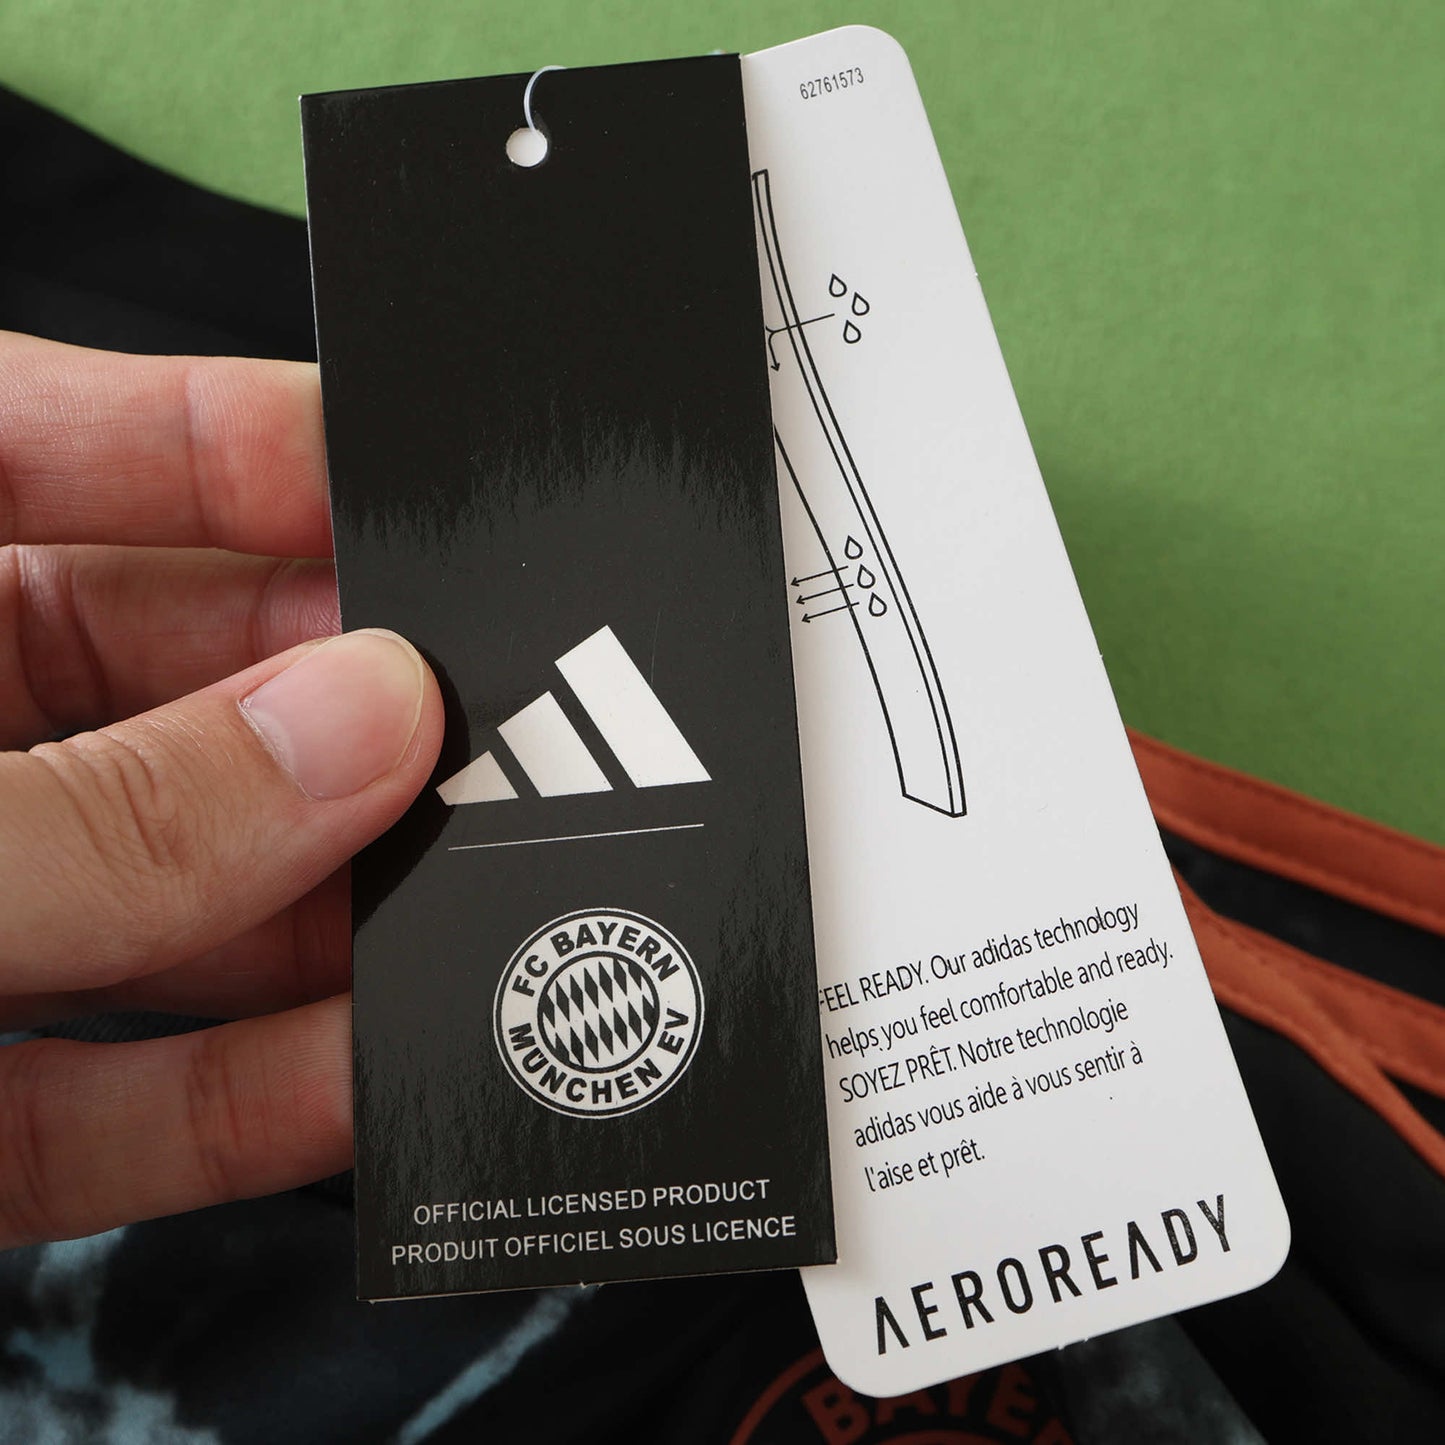 62761573
FC BAYERN
MÜNCHEN EV
OFFICIAL LICENSED PRODUCT
PRODUIT OFFICIEL SOUS LICENCE
FEEL READY. Our adidas technology
helps you feel comfortable and ready.
SOYEZ PRÊT. Notre technologie
adidas vous aide à vous sentir à
l'aise et prêt.
AEROREADY